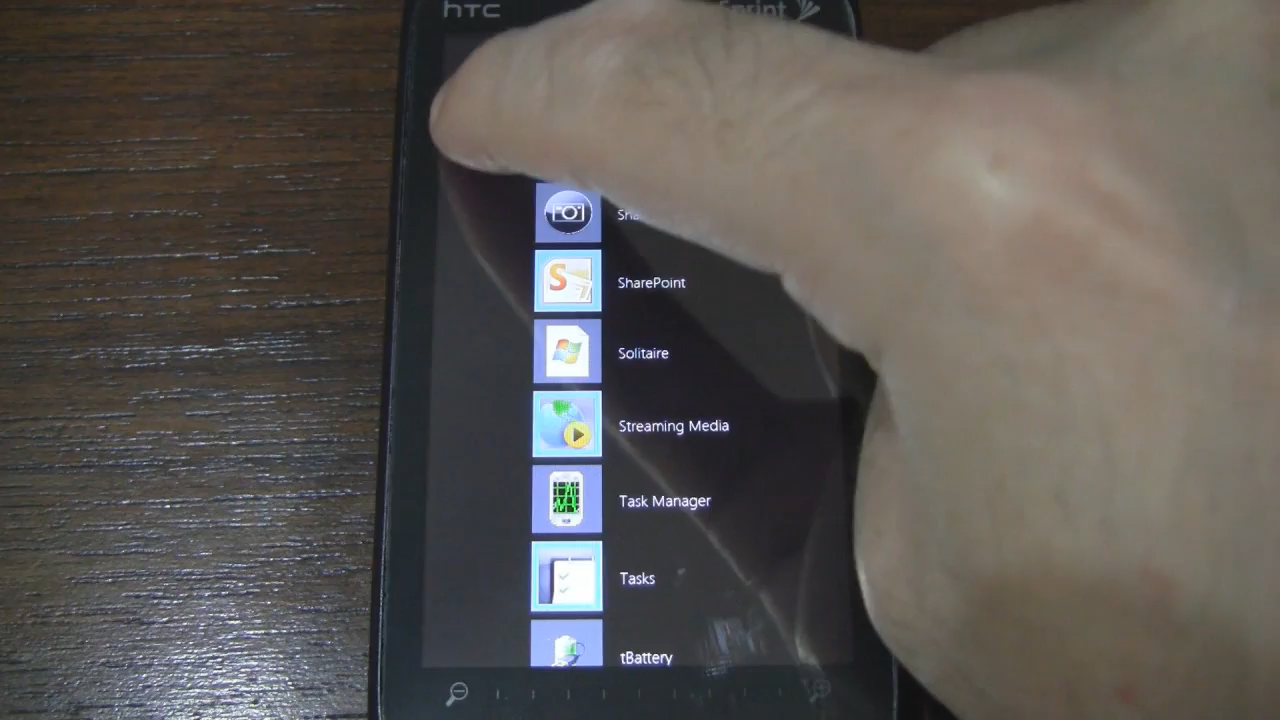 hTC
Sprint
SharePoint
Solitaire
Streaming Media
Task Manager
Tasks
tBattery